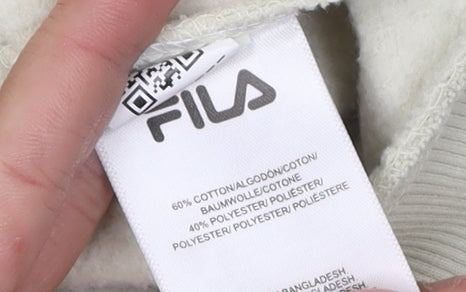 FILA
60% COTTON/ALGODÓN/COTON/
BAUMWOLLE/COTONE
40% POLYESTER/ POLIÉSTER/
POLYESTER/ POLYESTER/ POLIESTERE
BANGLADESH,